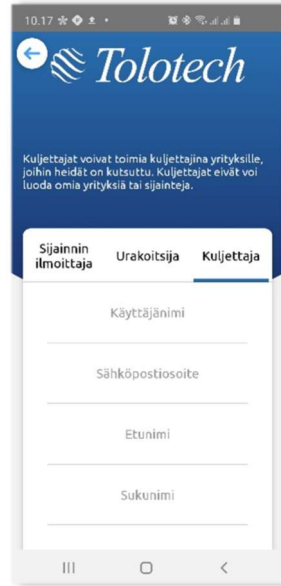 10.17
Tolotech
Kuljettajat voivat toimia kuljettajina yrityksille,
joihin heidät on kutsuttu. Kuljettajat eivät voi
luoda omia yrityksiä tai sijainteja.
Sijainnin
ilmoittaja
Urakoitsija
Kuljettaja
Käyttäjänimi
Sähköpostiosoite
Etunimi
Sukunimi